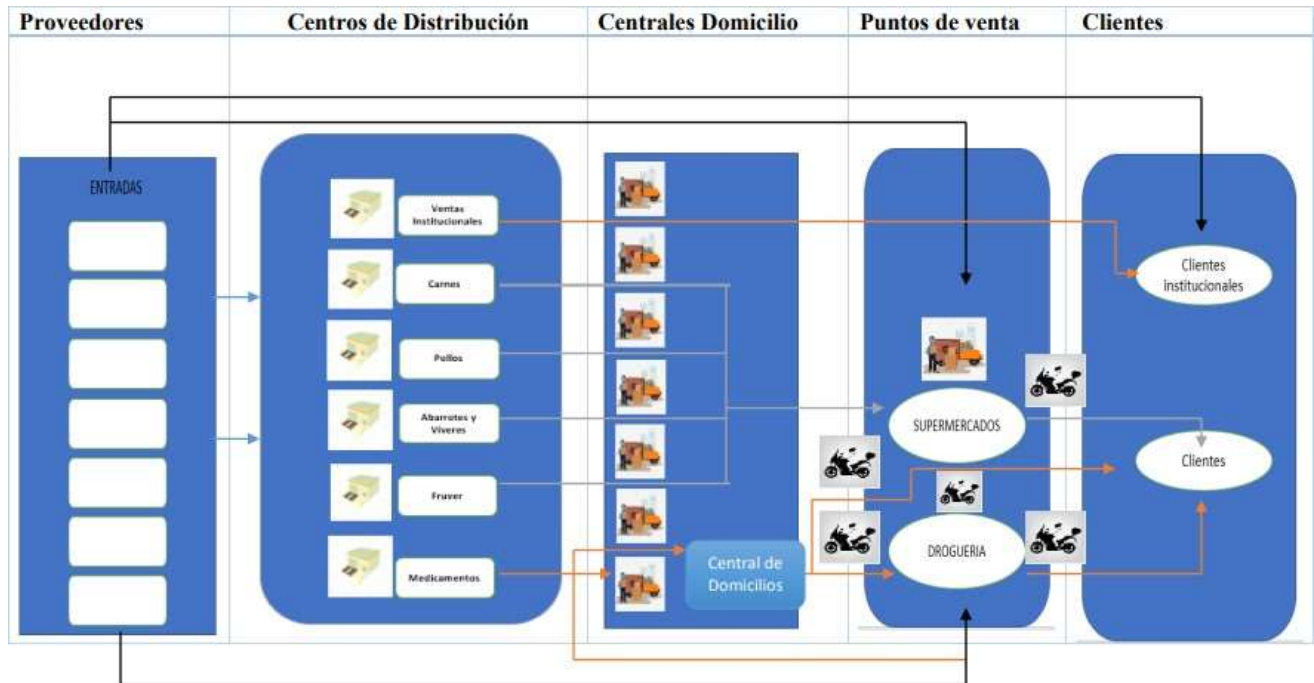 Proveedores
Centros de Distribución
Centrales Domicilio
Puntos de venta
Clientes
ENTRADAS
Ventas
Institucionales
Carnes
Pollos
Abarrotes y
Víveres
Fruver
Medicamentos
Central de
Domicilios
SUPERMERCADOS
DROGUERIA
Clientes
institucionales
Clientes